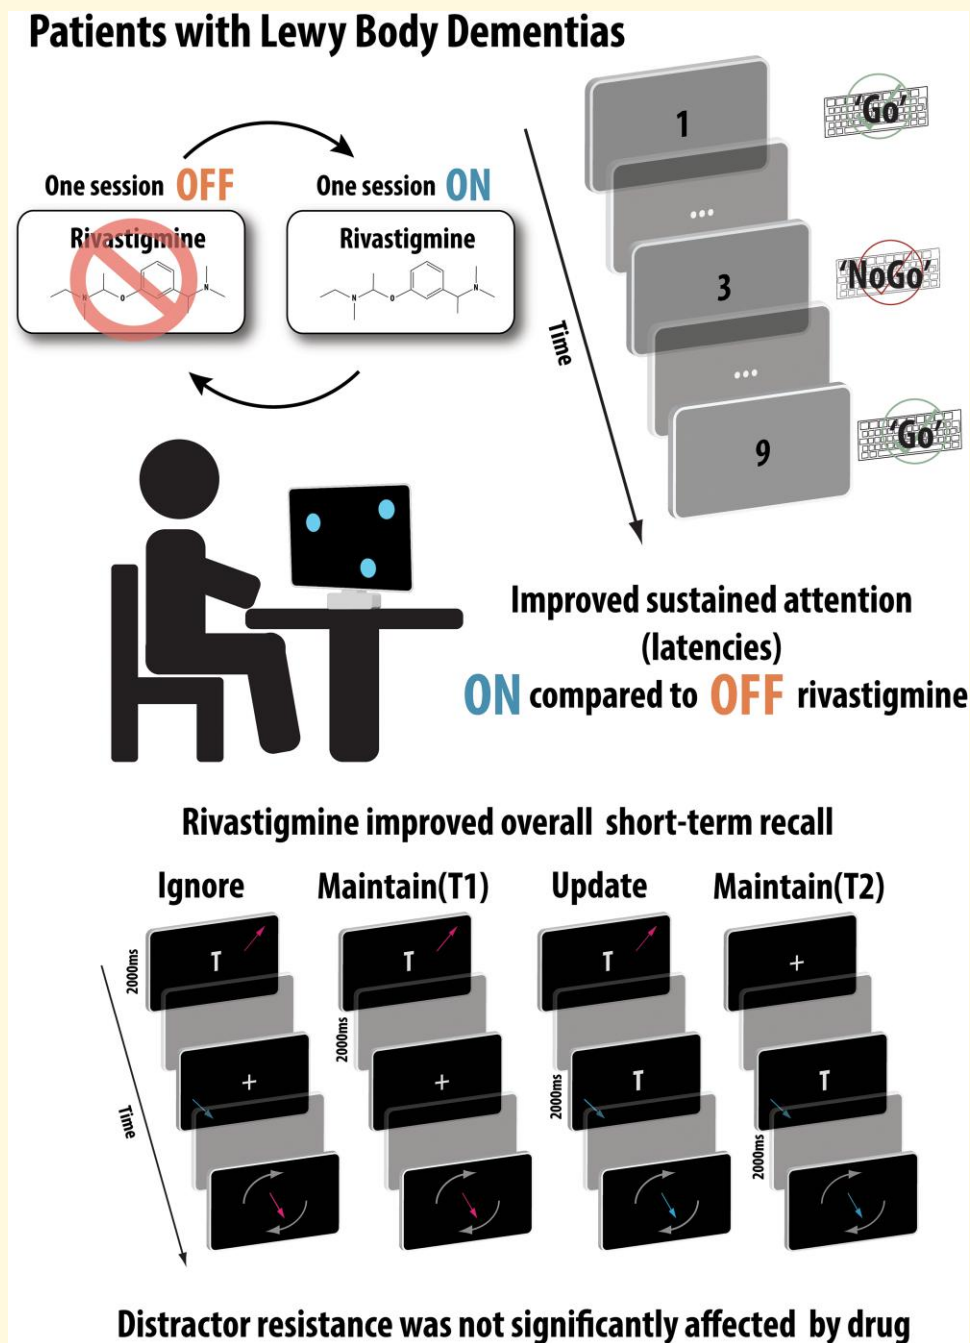 Patients with Lewy Body Dementias
One session OFF
One session ON
Rivastigmine
N
O
N
Rivastigmine
N
O
N
1
'Go'
...
3
'NoGo'
...
9
'Go'
Time
Improved sustained attention
(latencies)
ON compared to OFF rivastigmine
Rivastigmine improved overall short-term recall
Ignore
Maintain(T1)
Update
Maintain(T2)
2000ms
T
T
T
+
2000ms
+
+
2000ms
T
T
2000ms
Time
Distractor resistance was not significantly affected by drug